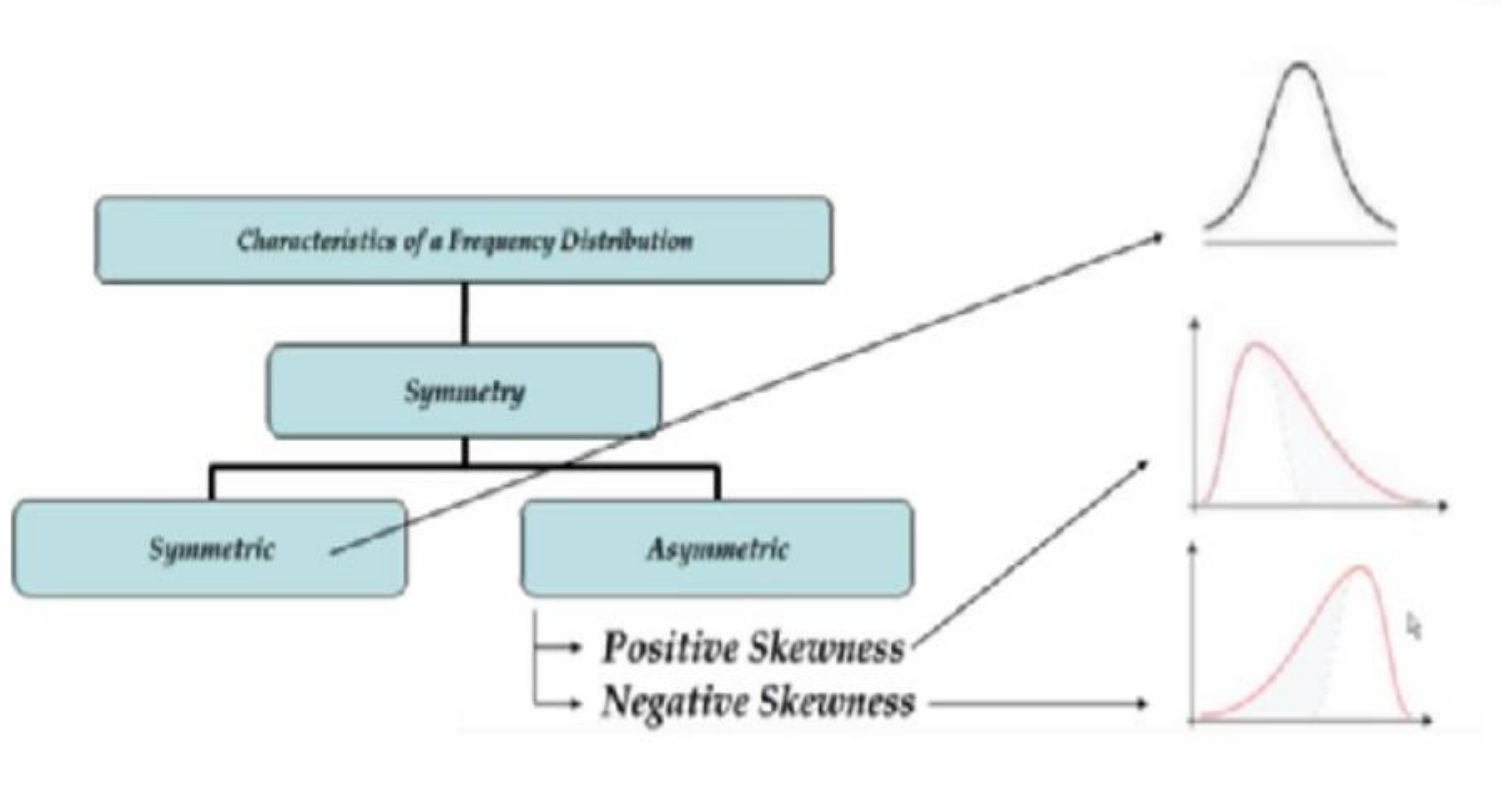 Characteristics of a Frequency Distribution
Symmetry
Symmetric
Asymmetric
Positive Skewness
Negative Skewness